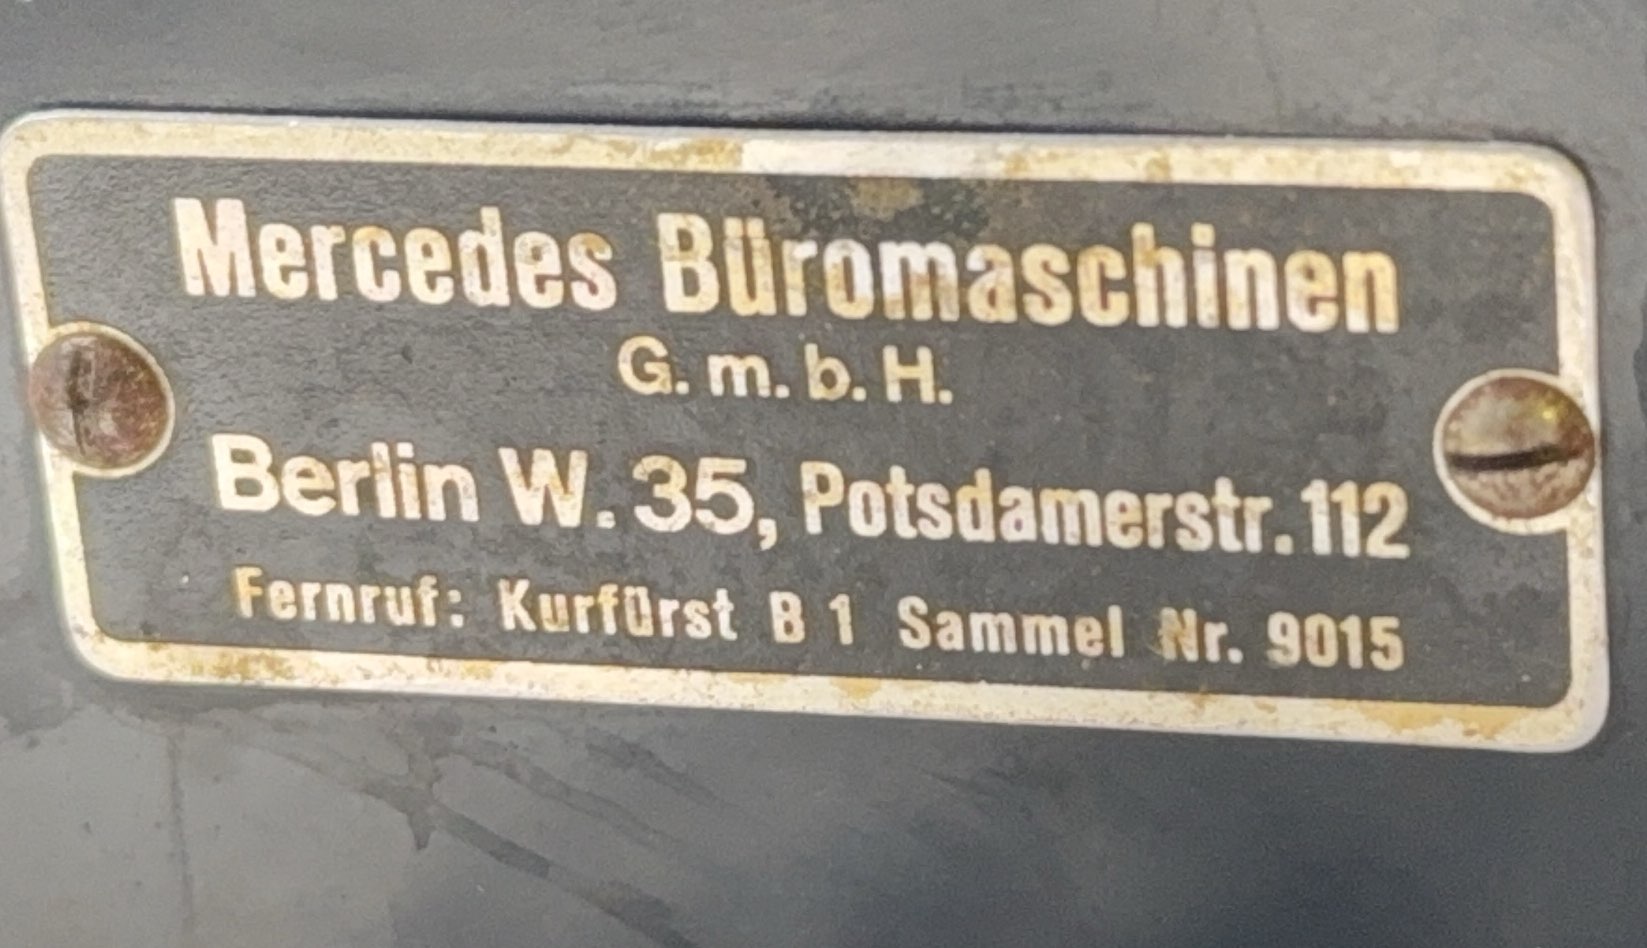 Mercedes Büromaschinen
G. m. b. H.
Berlin W. 35, Potsdamerstr. 112
Fernruf: Kurfürst B 1 Sammel Nr. 9015